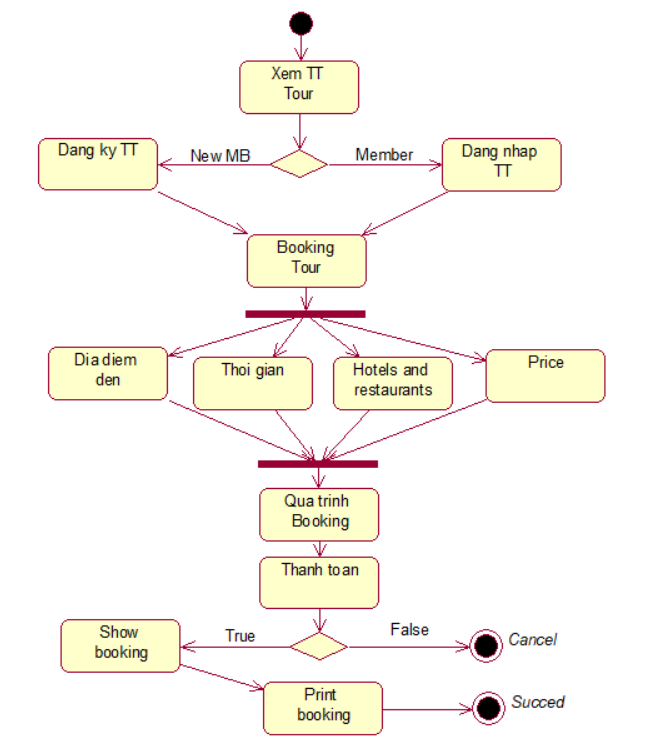 Xem TT
Tour
Dang ky TT
New MB
Member
Dang nhap
TT
Booking
Tour
Dia diem
den
Thoi gian
Hotels and
restaurants
Price
Qua trinh
Booking
Thanh toan
Show
booking
True
False
Cancel
Print
booking
Succed